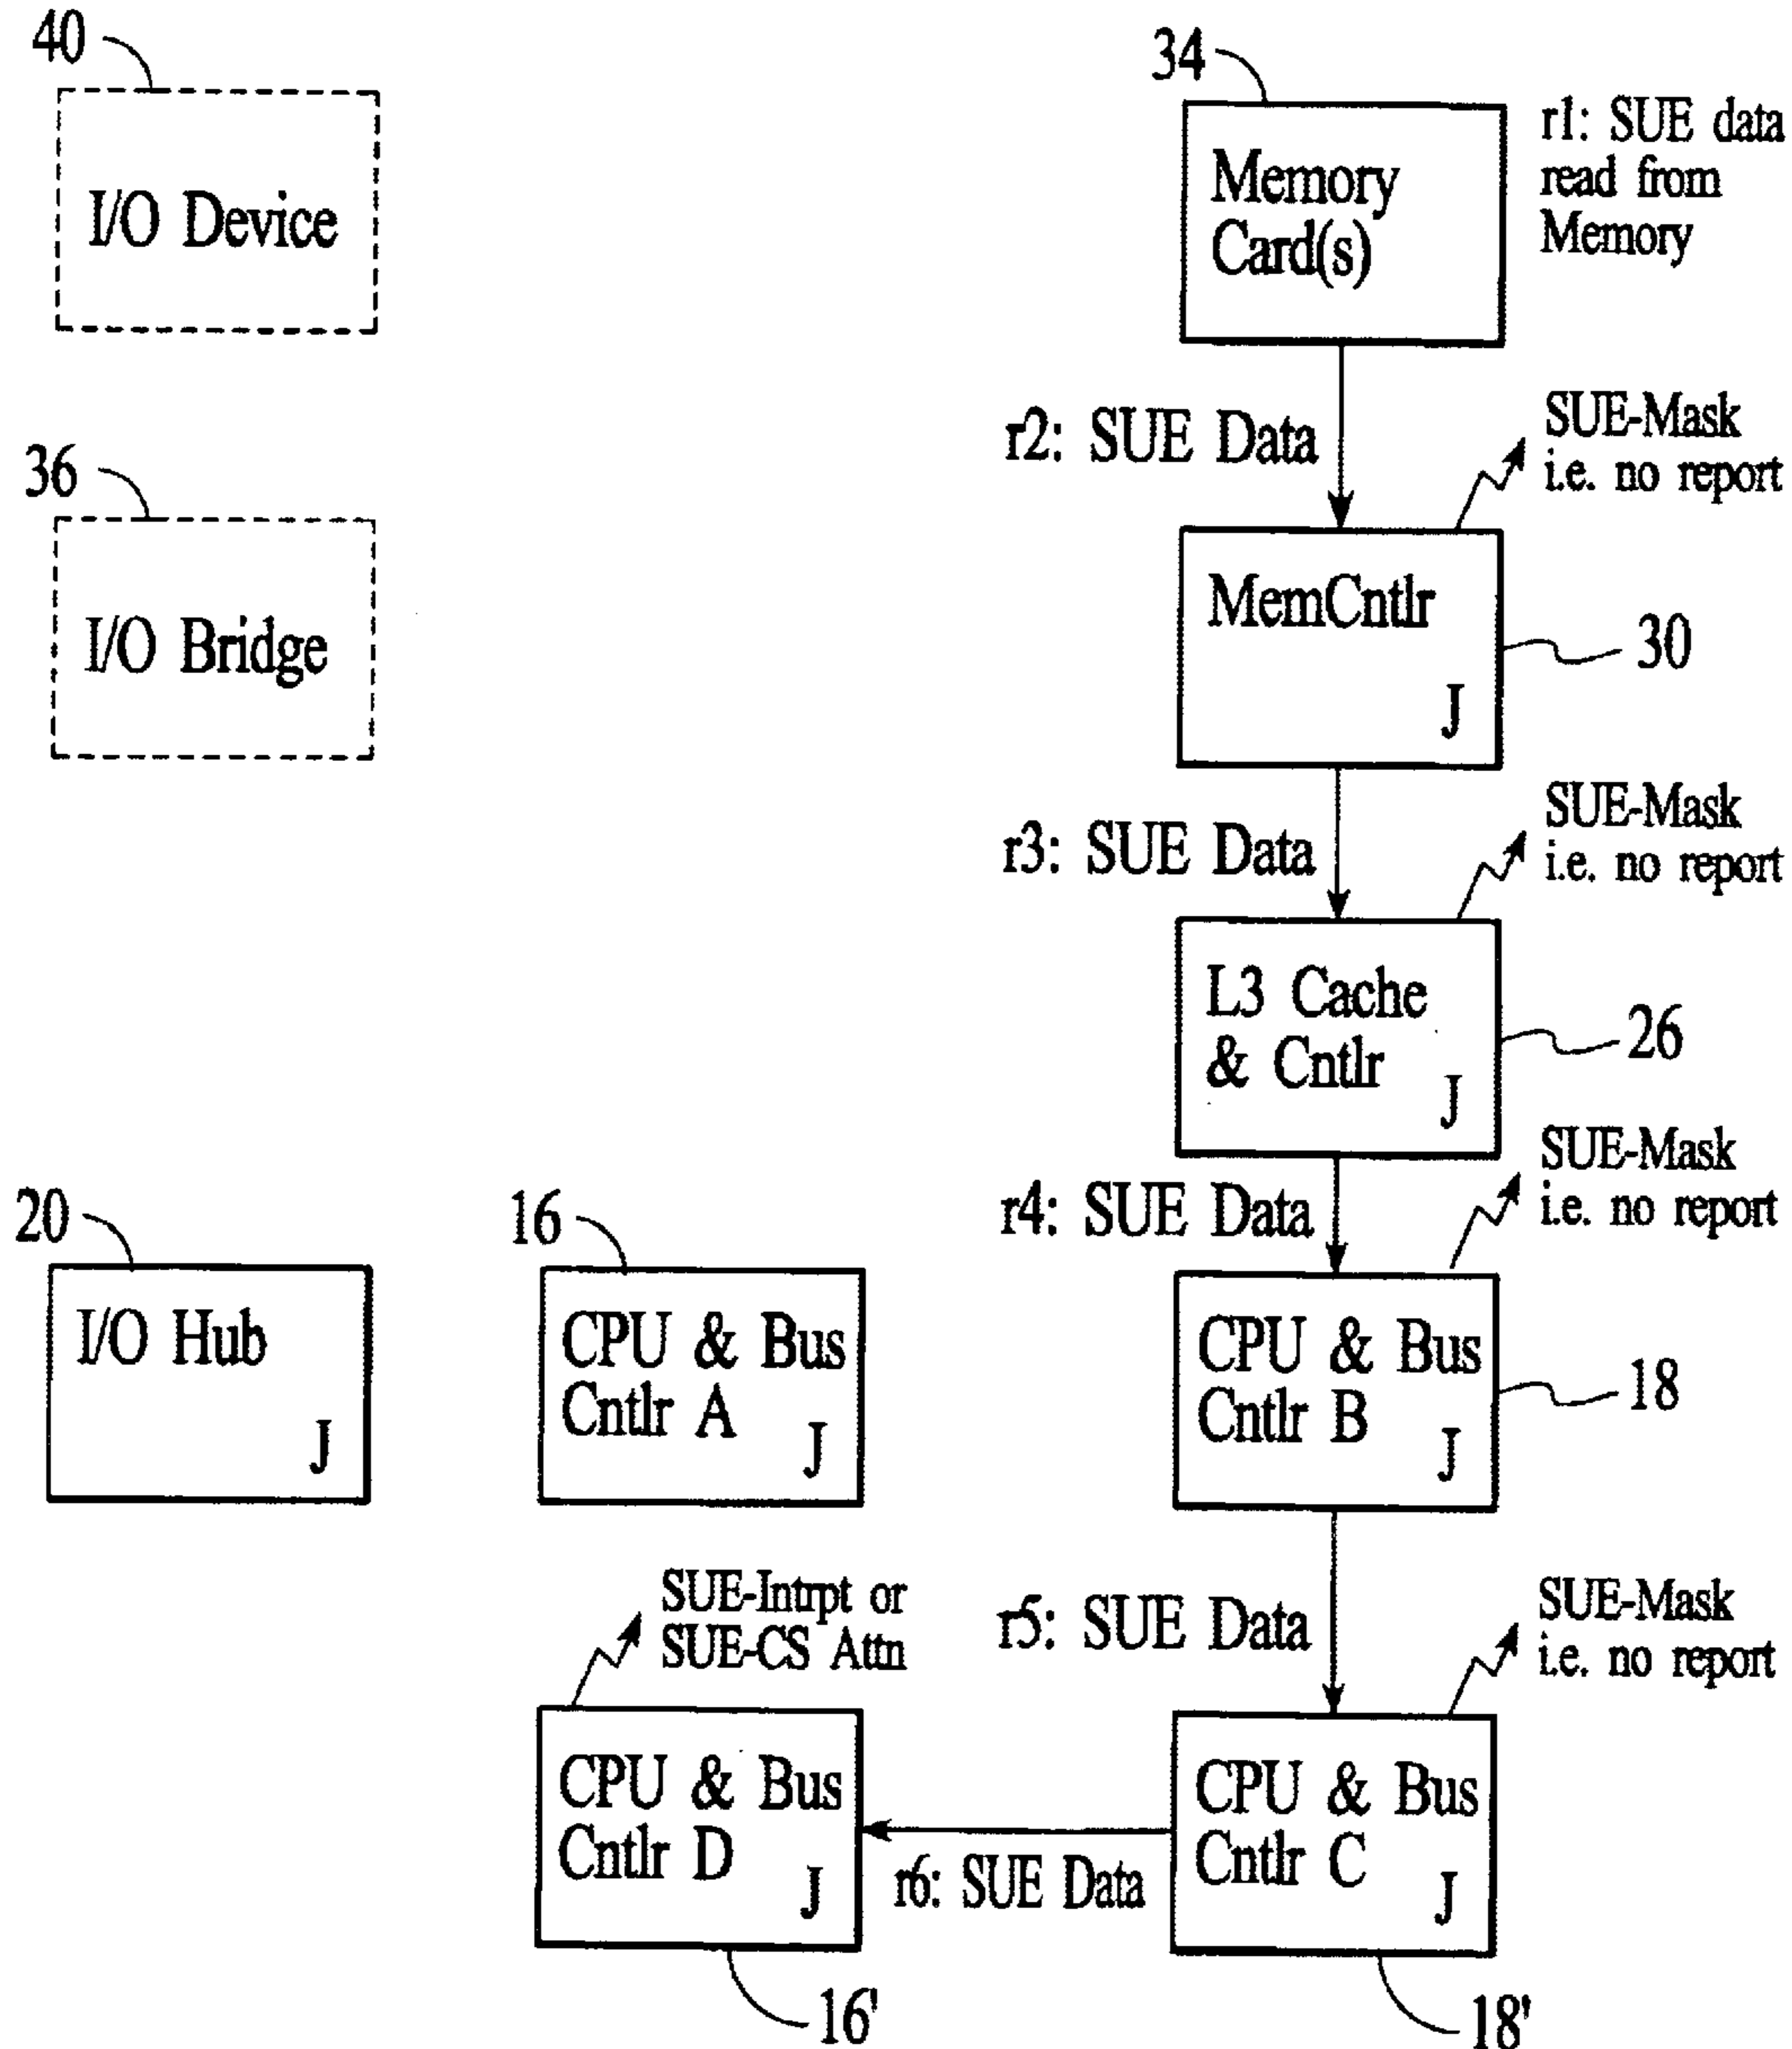 40
I/O Device
34
Memory
Card(s)
r1: SUE data
read from
Memory
r2: SUE Data
SUE-Mask
i.e. no report
36
I/O Bridge
MemCntlr
J
30
r3: SUE Data
SUE-Mask
i.e. no report
L3 Cache
& Cntlr
J
26
r4: SUE Data
SUE-Mask
i.e. no report
20
I/O Hub
J
16
CPU & Bus
Cntlr A
J
CPU & Bus
Cntlr B
J
18
SUE-Intrpt or
SUE-CS Attn
r5: SUE Data
SUE-Mask
i.e. no report
CPU & Bus
Cntlr D
J
r6: SUE Data
CPU & Bus
Cntlr C
J
16'
18'